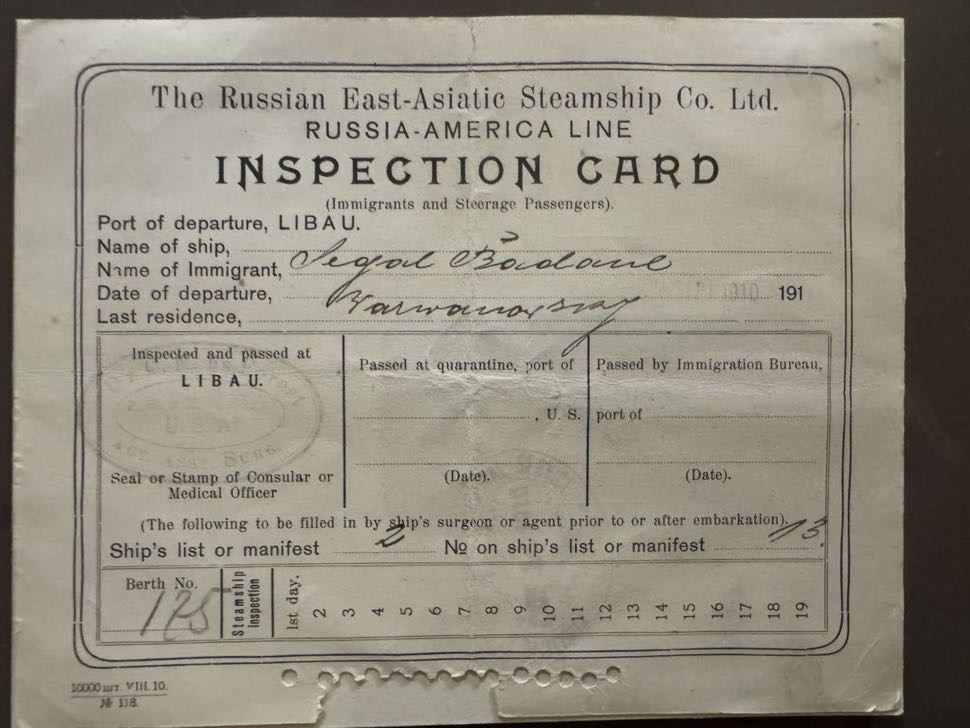 The Russian East-Asiatic Steamship Co. Ltd.
RUSSIA-AMERICA LINE
INSPECTION CARD
(Immigrants and Steerage Passengers).
Port of departure, LIBAU.
Name of ship,
Name of Immigrant, Segal
Date of departure, 1910 191
Last residence,
Inspected and passed at
LIBAU.
U.S.A.
Seal or Stamp of Consular or
Medical Officer
Passed at quarantine, port of
, U. S.
(Date).
Passed by Immigration Bureau,
port of
(Date).
(The following to be filled in by ship's surgeon or agent prior to or after embarkation).
Ship's list or manifest 2 No on ship's list or manifest 13.
Berth No.
125
Steamship
Inspection
1st day. 2 3 4 5 6 7 8 9 10 11 12 13 14 15 16 17 18 19
10000 шт. VIII. 10.
№ 118.